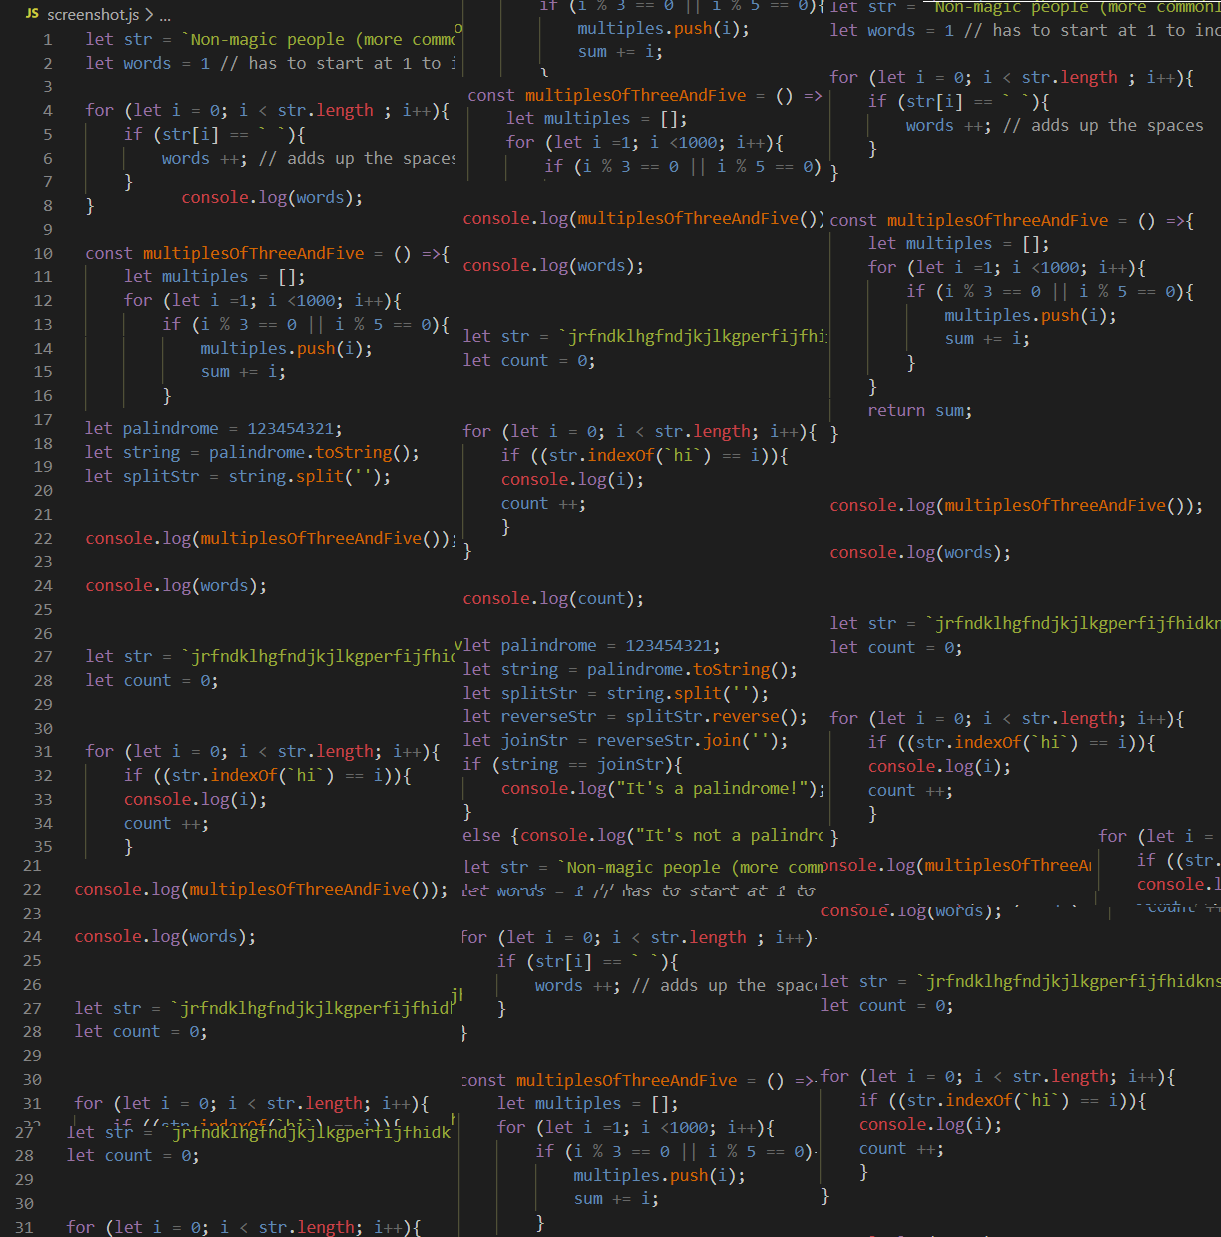 JS screenshot.js > ...
1 let str = `Non-magic people (more commo
2 let words = 1 // has to start at 1 to i
3
4 for (let i = 0; i < str.length ; i++){
5 if (str[i] == ` `){
6 words ++; // adds up the spaces
7 }
console.log(words);
8 }
9
10 const multiplesOfThreeAndFive = () =>{
11 let multiples = [];
12 for (let i =1; i <1000; i++){
13 if (i % 3 == 0 || i % 5 == 0){
14 multiples.push(i);
15 sum += i;
16 }
17 let palindrome = 123454321;
18 let string = palindrome.toString();
19 let splitStr = string.split('');
20
21
22 console.log(multiplesOfThreeAndFive());
23
24 console.log(words);
25
26
27 let str = `jrfndklhgfndjkjlkgperfijfhid
28 let count = 0;
29
30
31 for (let i = 0; i < str.length; i++){
32 if ((str.indexOf(`hi`) == i)){
33 console.log(i);
34 count ++;
35 }
21
22 console.log(multiplesOfThreeAndFive());
23
24 console.log(words);
25
26
27 let str = `jrfndklhgfndjkjlkgperfijfhid
28 let count = 0;
29
30
31 for (let i = 0; i < str.length; i++){
27 let str = `jrfndklhgfndjkjlkgperfijfhidk
28 let count = 0;
29
30
31 for (let i = 0; i < str.length; i++){
if (i % 3 == 0 || i % 5 == 0){
multiples.push(i);
sum += i;
}
const multiplesOfThreeAndFive = () =>
let multiples = [];
for (let i =1; i <1000; i++){
if (i % 3 == 0 || i % 5 == 0)
console.log(multiplesOfThreeAndFive())
console.log(words);
let str = `jrfndklhgfndjkjlkgperfijfhi
let count = 0;
for (let i = 0; i < str.length; i++){
if ((str.indexOf(`hi`) == i)){
console.log(i);
count ++;
}
}
console.log(count);
let palindrome = 123454321;
let string = palindrome.toString();
let splitStr = string.split('');
let reverseStr = splitStr.reverse();
let joinStr = reverseStr.join('');
if (string == joinStr){
console.log("It's a palindrome!");
}
else {console.log("It's not a palindro
let str = `Non-magic people (more comm
let words = 1 // has to start at 1 to
for (let i = 0; i < str.length ; i++)
if (str[i] == ` `){
words ++; // adds up the space
}
}
const multiplesOfThreeAndFive = () =>
let multiples = [];
for (let i =1; i <1000; i++){
if (i % 3 == 0 || i % 5 == 0)
multiples.push(i);
sum += i;
}
let str = `Non-magic people (more commonl
let words = 1 // has to start at 1 to inc
for (let i = 0; i < str.length ; i++){
if (str[i] == ` `){
words ++; // adds up the spaces
}
}
const multiplesOfThreeAndFive = () =>{
let multiples = [];
for (let i =1; i <1000; i++){
if (i % 3 == 0 || i % 5 == 0){
multiples.push(i);
sum += i;
}
}
return sum;
}
console.log(multiplesOfThreeAndFive());
console.log(words);
let str = `jrfndklhgfndjkjlkgperfijfhidkn
let count = 0;
for (let i = 0; i < str.length; i++){
if ((str.indexOf(`hi`) == i)){
console.log(i);
count ++;
}
}
for (let i =
if ((str.
console.l
count ++
onsole.log(multiplesOfThreeA
console.log(words);
let str = `jrfndklhgfndjkjlkgperfijfhidkns
let count = 0;
for (let i = 0; i < str.length; i++){
if ((str.indexOf(`hi`) == i)){
console.log(i);
count ++;
}
}